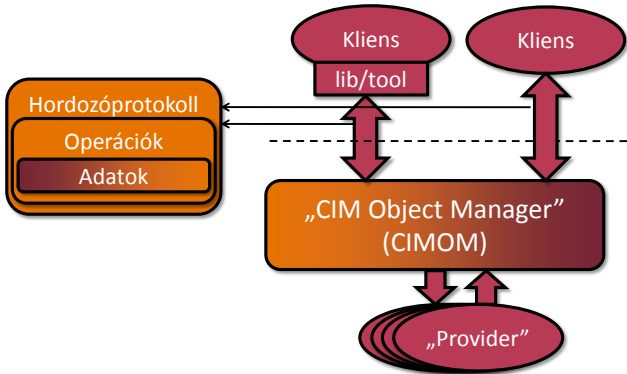 Kliens
lib/tool
Kliens
Hordozóprotokoll
Operációk
Adatok
„CIM Object Manager”
(CIMOM)
„Provider”